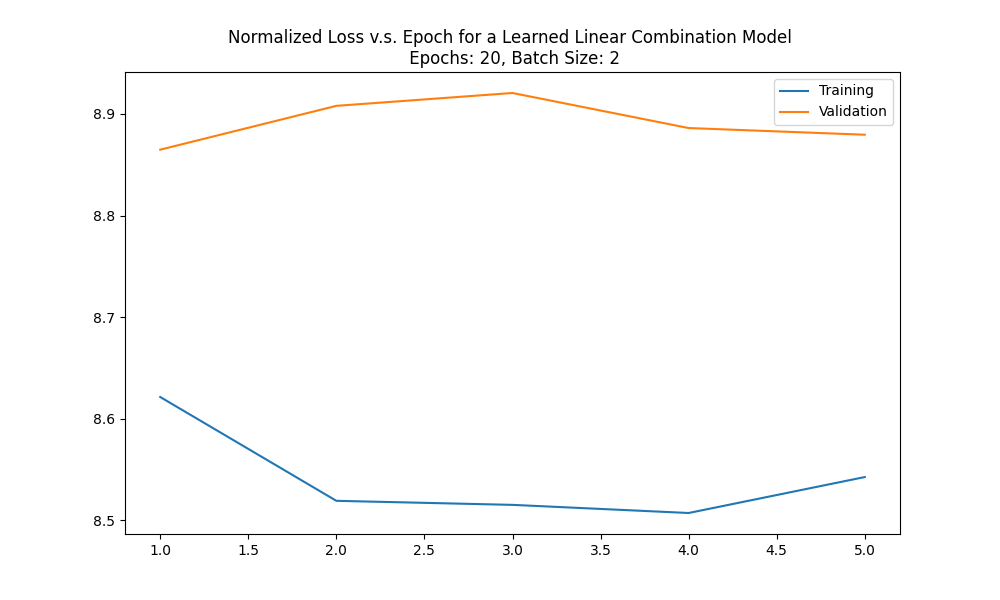 Normalized Loss v.s. Epoch for a Learned Linear Combination Model
Epochs: 20, Batch Size: 2
Training
Validation
8.9
8.8
8.7
8.6
8.5
1.0 1.5 2.0 2.5 3.0 3.5 4.0 4.5 5.0